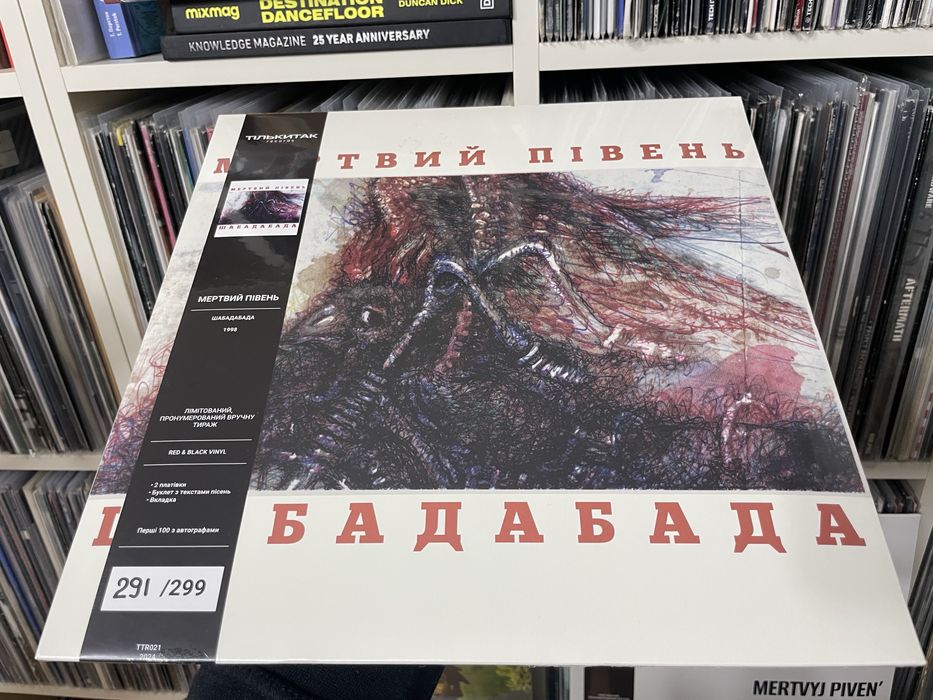 mixmag
DESTINATION
DANCEFLOOR
DUNCAN DICK
KNOWLEDGE MAGAZINE 25 YEAR ANNIVERSARY
ТІЛЬКИТАК
records
МЕРТВИЙ ПІВЕНЬ
МЕРТВИЙ ПІВЕНЬ
ШАБАДАБАДА
МЕРТВИЙ ПІВЕНЬ
ШАБАДАБАДА
1998
ЛІМІТОВАНИЙ,
ПРОНУМЕРОВАНИЙ ВРУЧНУ
ТИРАЖ
RED & BLACK VINYL
• 2 платівки
• Буклет з текстами пісень
• Вкладка
Перші 100 з автографами
291 /299
TTR021
2024
ШАБАДАБАДА
AFTERMATH
MERTVYJ PIVEN'